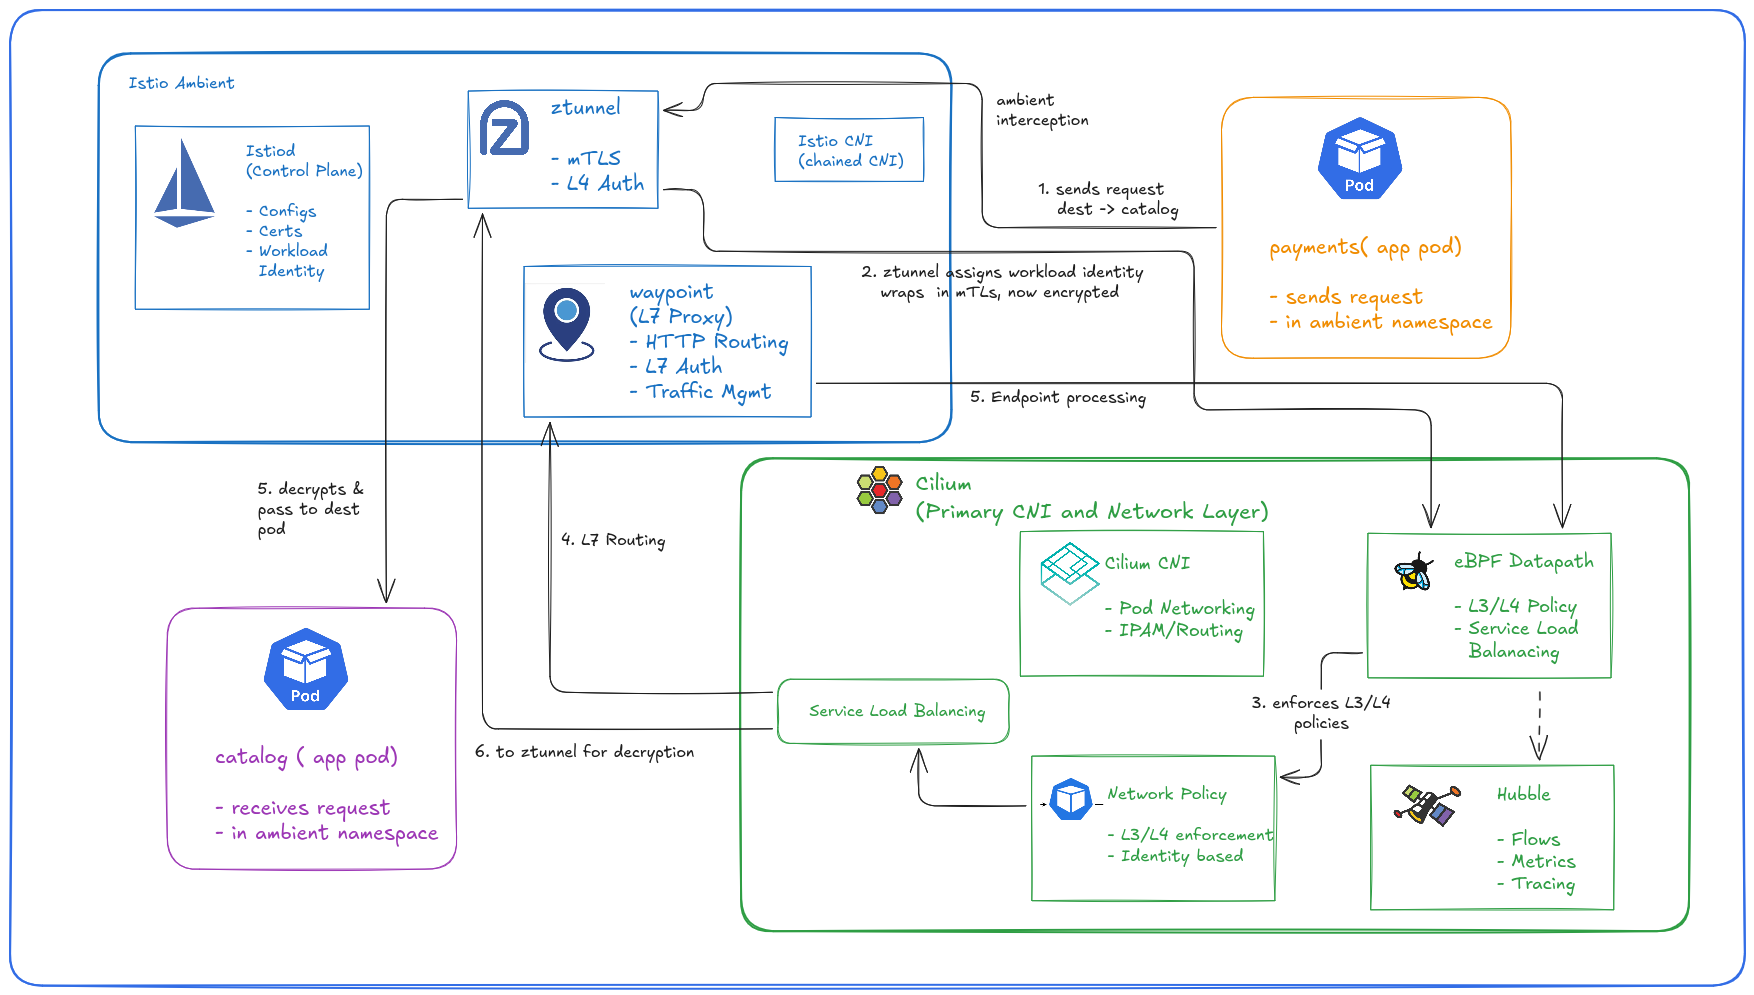 Istio Ambient
Istiod
(Control Plane)
- Configs
- Certs
- Workload
Identity
ztunnel
- mTLS
- L4 Auth
Istio CNI
(chained CNI)
ambient
interception
1. sends request
dest -> catalog
Pod
payments( app pod)
- sends request
- in ambient namespace
2. ztunnel assigns workload identity
wraps in mTLs, now encrypted
waypoint
(L7 Proxy)
- HTTP Routing
- L7 Auth
- Traffic Mgmt
5. Endpoint processing
5. decrypts &
pass to dest
pod
4. L7 Routing
Cilium
(Primary CNI and Network Layer)
Cilium CNI
- Pod Networking
- IPAM/Routing
eBPF Datapath
- L3/L4 Policy
- Service Load
Balanacing
3. enforces L3/L4
policies
Service Load Balancing
6. to ztunnel for decryption
Pod
catalog ( app pod)
- receives request
- in ambient namespace
Network Policy
- L3/L4 enforcement
- Identity based
Hubble
- Flows
- Metrics
- Tracing